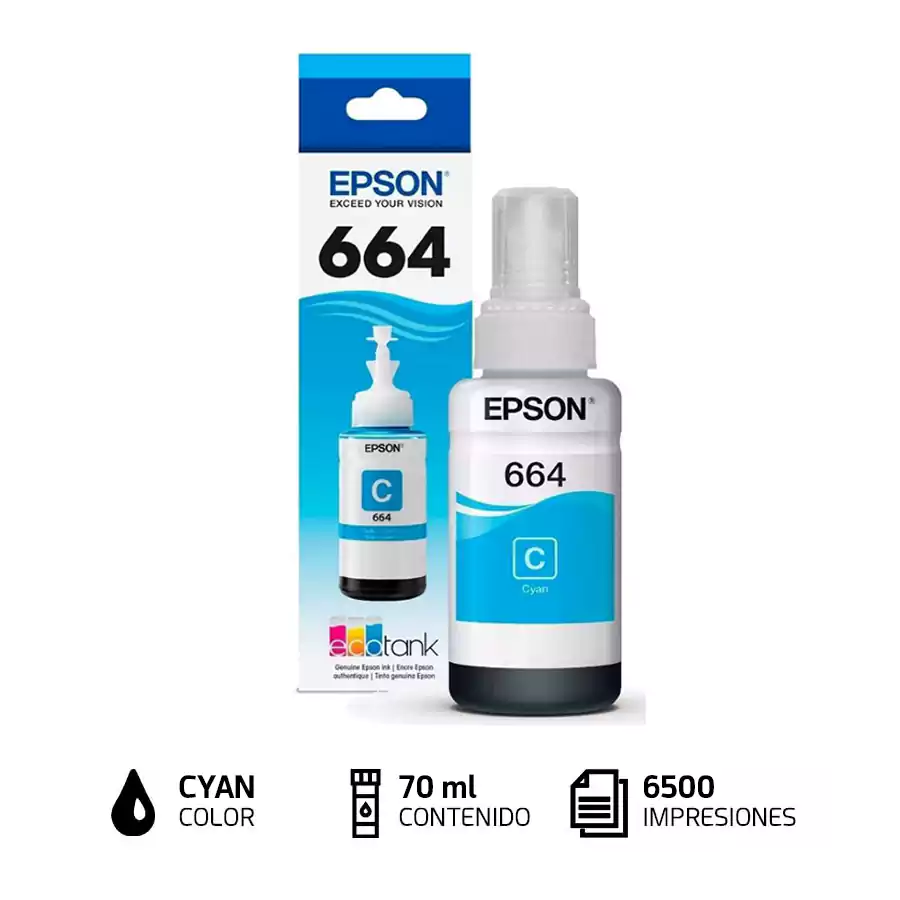 EPSON®
EXCEED YOUR VISION
664
EPSON®
C
664
ecotank
Genuine Epson ink | Encre Epson
authentique | Tinta genuina Epson
EPSON®
664
C
Cyan
CYAN
COLOR
70 ml
CONTENIDO
6500
IMPRESIONES